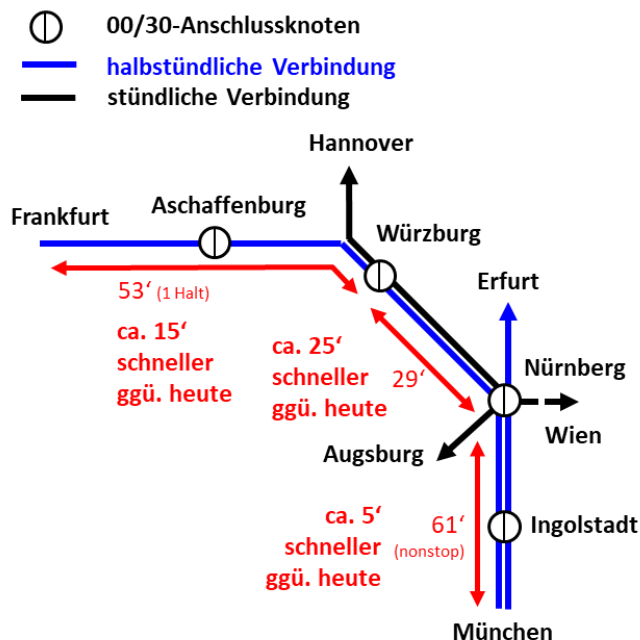 00/30-Anschlussknoten
halbstündliche Verbindung
stündliche Verbindung
Hannover
Frankfurt
Aschaffenburg
Würzburg
53‘ (1 Halt)
ca. 15‘
schneller
ggü. heute
ca. 25‘
schneller
ggü. heute
29‘
Erfurt
Nürnberg
Wien
Augsburg
ca. 5‘
schneller
ggü. heute
61‘
(nonstop)
Ingolstadt
München